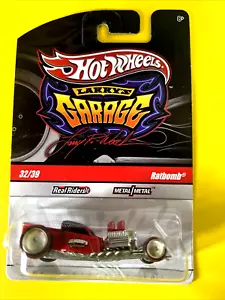 Hot Wheels
LARRY'S
GARAGE
32/39
Ratbomb
Real Riders
METAL/METAL